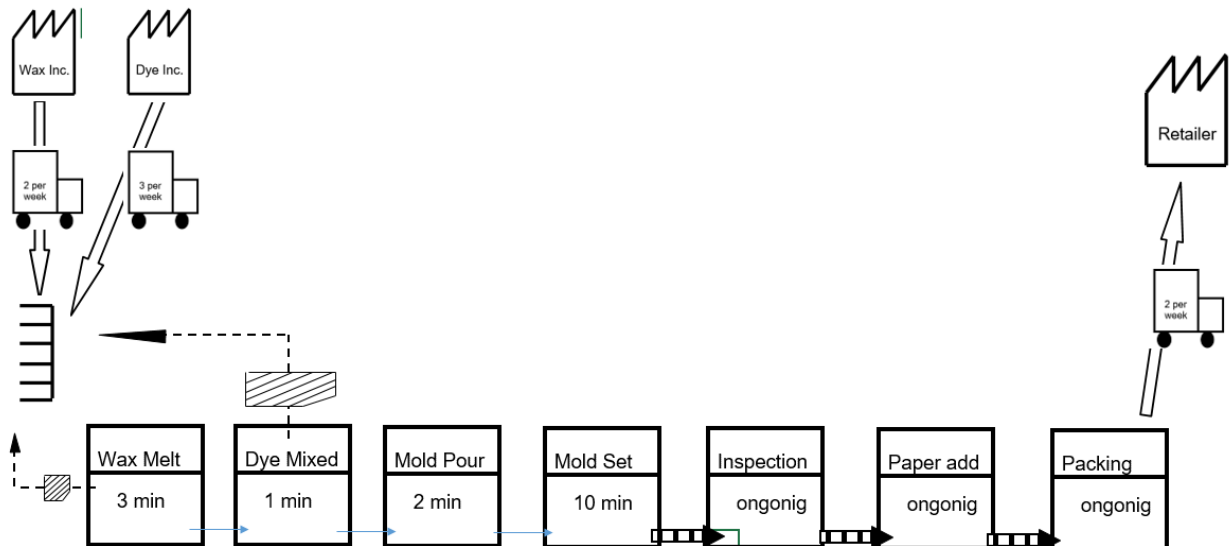 Wax Inc.
Dye Inc.
Retailer
2 per
week
3 per
week
2 per
week
Wax Melt
Dye Mixed
Mold Pour
Mold Set
Inspection
Paper add
Packing
3 min
1 min
2 min
10 min
ongonig
ongonig
ongonig